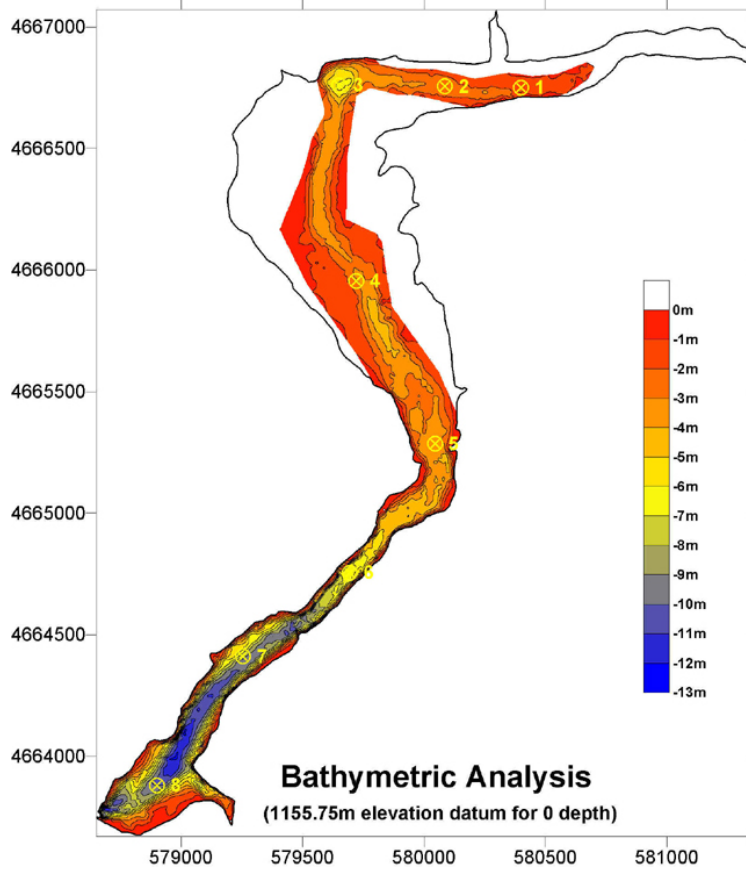 4667000
4666500
4666000
4665500
4665000
4664500
4664000
3
2
1
4
5
6
7
8
0m
-1m
-2m
-3m
-4m
-5m
-6m
-7m
-8m
-9m
-10m
-11m
-12m
-13m
Bathymetric Analysis
(1155.75m elevation datum for 0 depth)
579000 579500 580000 580500 581000